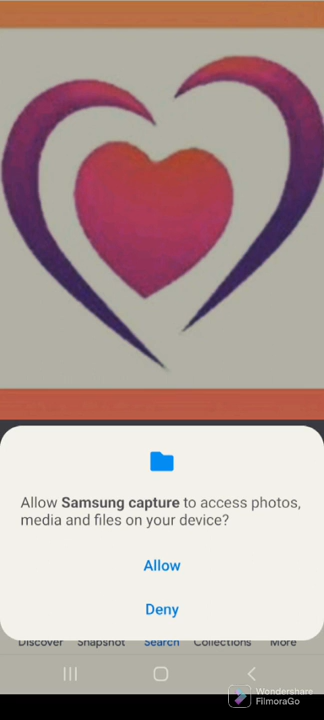 Allow Samsung capture to access photos,
media and files on your device?
Allow
Deny
Discover Snapshot Search Collections More
Wondershare
FilmoraGo